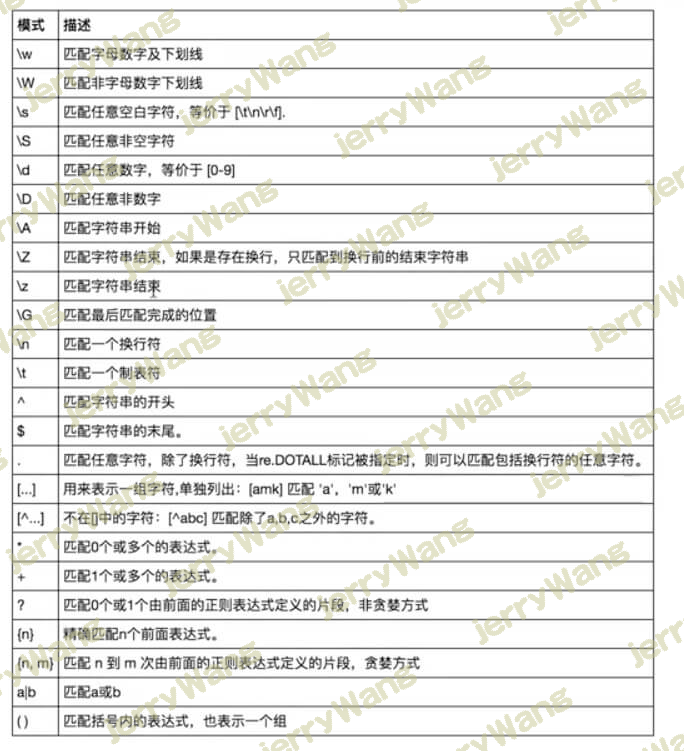 模式 描述
\w 匹配字母数字及下划线
\W 匹配非字母数字下划线
\s 匹配任意空白字符，等价于 [\t\n\r\f].
\S 匹配任意非空字符
\d 匹配任意数字，等价于 [0-9]
\D 匹配任意非数字
\A 匹配字符串开始
\Z 匹配字符串结束，如果是存在换行，只匹配到换行前的结束字符串
\z 匹配字符串结束
\G 匹配最后匹配完成的位置
\n 匹配一个换行符
\t 匹配一个制表符
^ 匹配字符串的开头
$ 匹配字符串的末尾。
. 匹配任意字符，除了换行符，当re.DOTALL标记被指定时，则可以匹配包括换行符的任意字符。
[...] 用来表示一组字符,单独列出：[amk] 匹配 'a'，'m'或'k'
[^...] 不在[]中的字符：[^abc] 匹配除了a,b,c之外的字符。
* 匹配0个或多个的表达式。
+ 匹配1个或多个的表达式。
? 匹配0个或1个由前面的正则表达式定义的片段，非贪婪方式
{n} 精确匹配n个前面表达式。
{n, m} 匹配 n 到 m 次由前面的正则表达式定义的片段，贪婪方式
a|b 匹配a或b
( ) 匹配括号内的表达式，也表示一个组
jerryWang